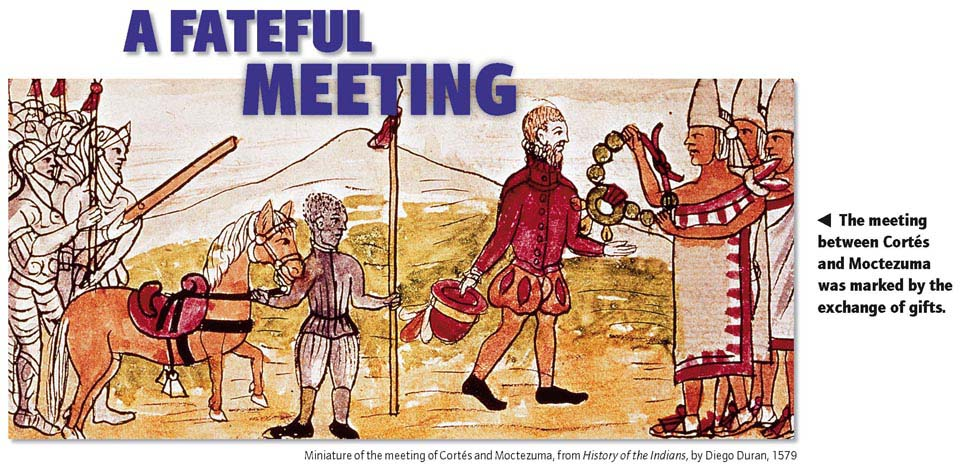 A FATEFUL
MEETING
◄ The meeting
between Cortés
and Moctezuma
was marked by the
exchange of gifts.
Miniature of the meeting of Cortés and Moctezuma, from History of the Indians, by Diego Duran, 1579